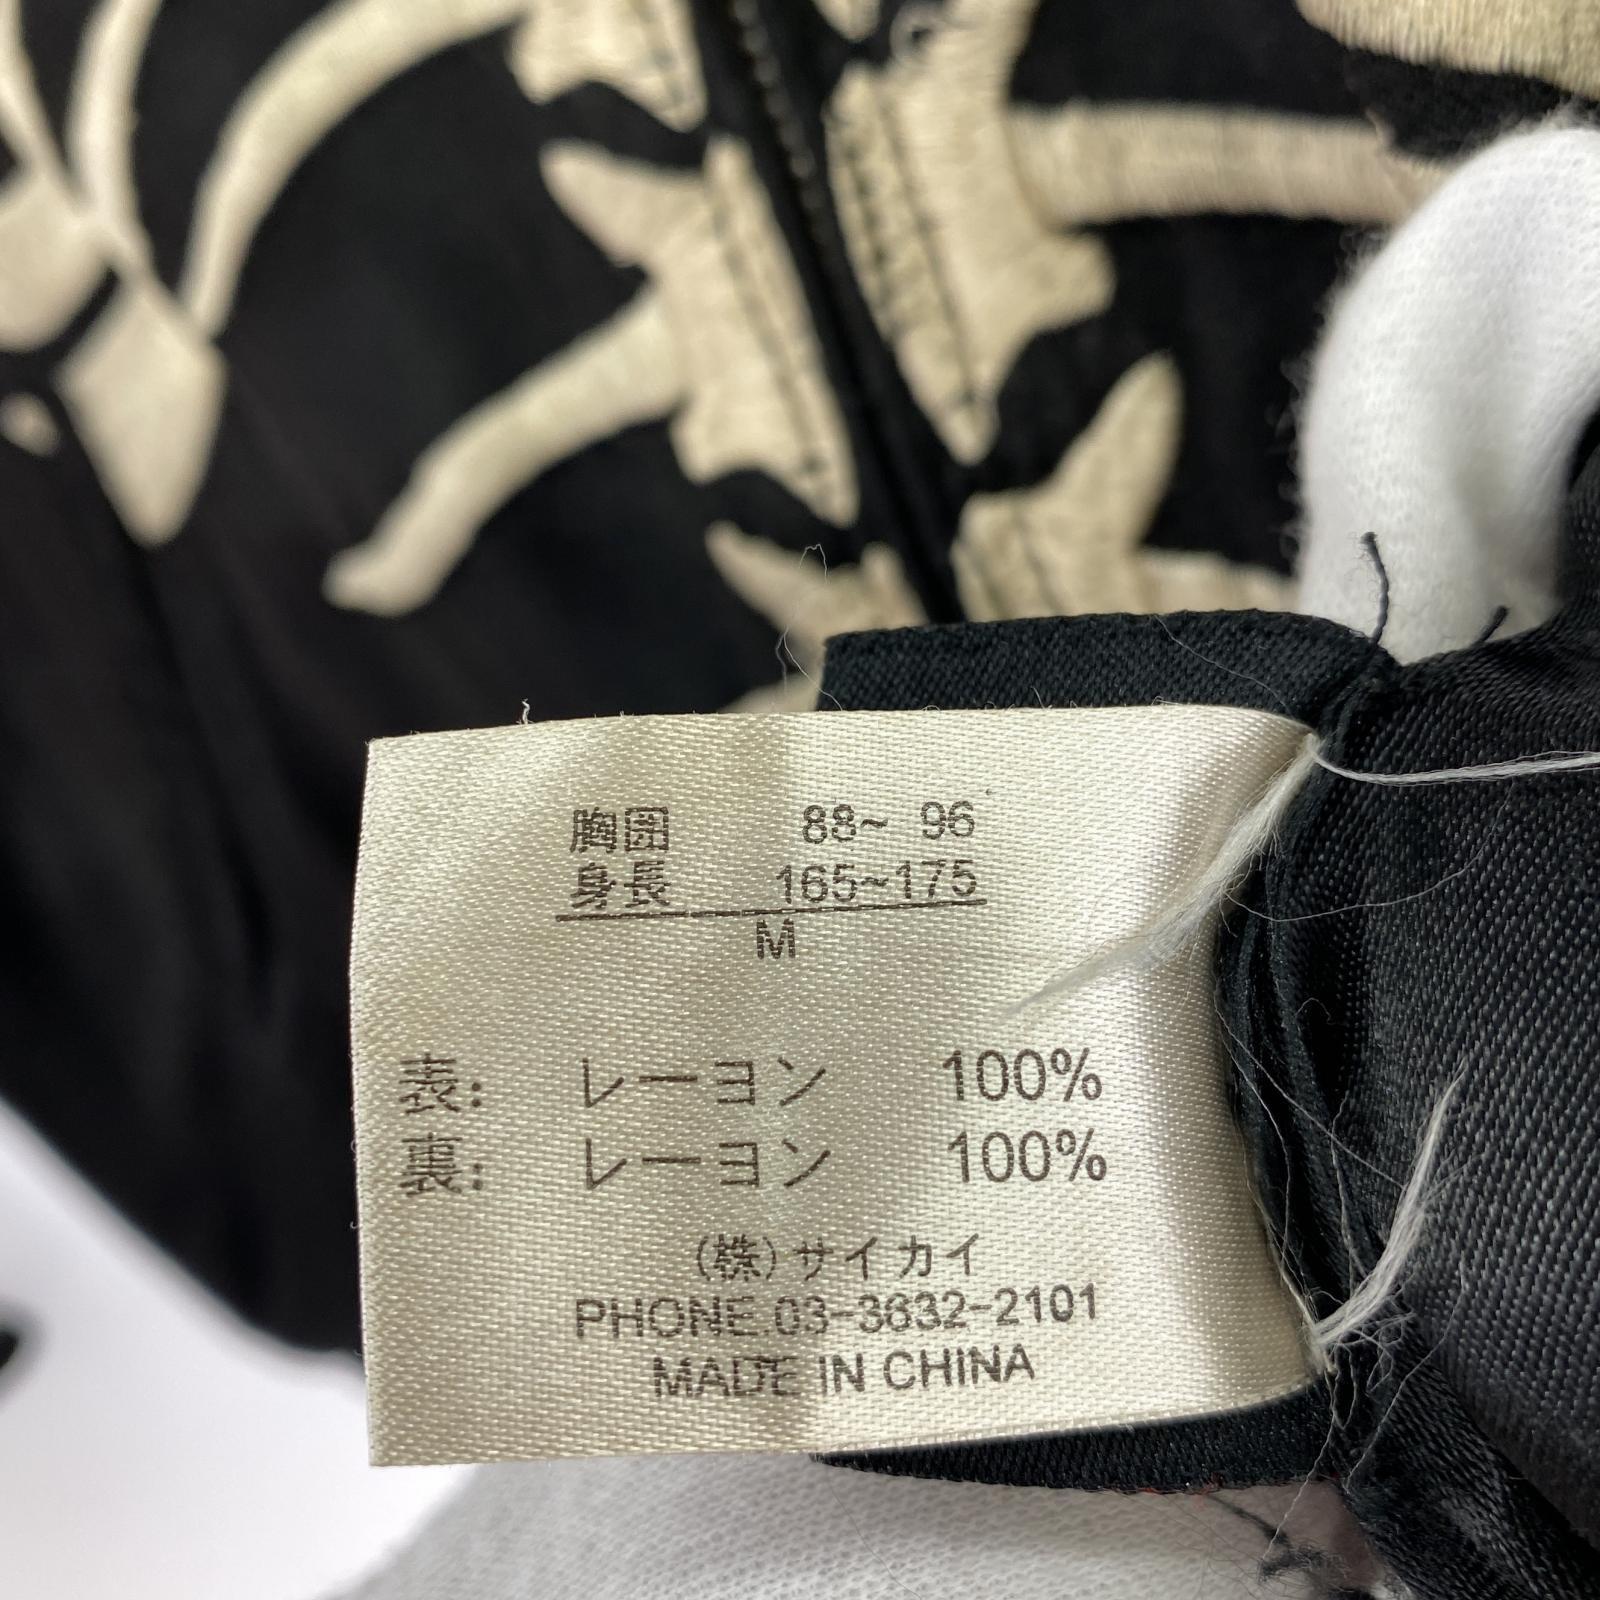 胸囲 88~ 96
身長 165~175
M
表: レーヨン 100%
裏: レーヨン 100%
(株)サイカイ
PHONE.03-3632-2101
MADE IN CHINA